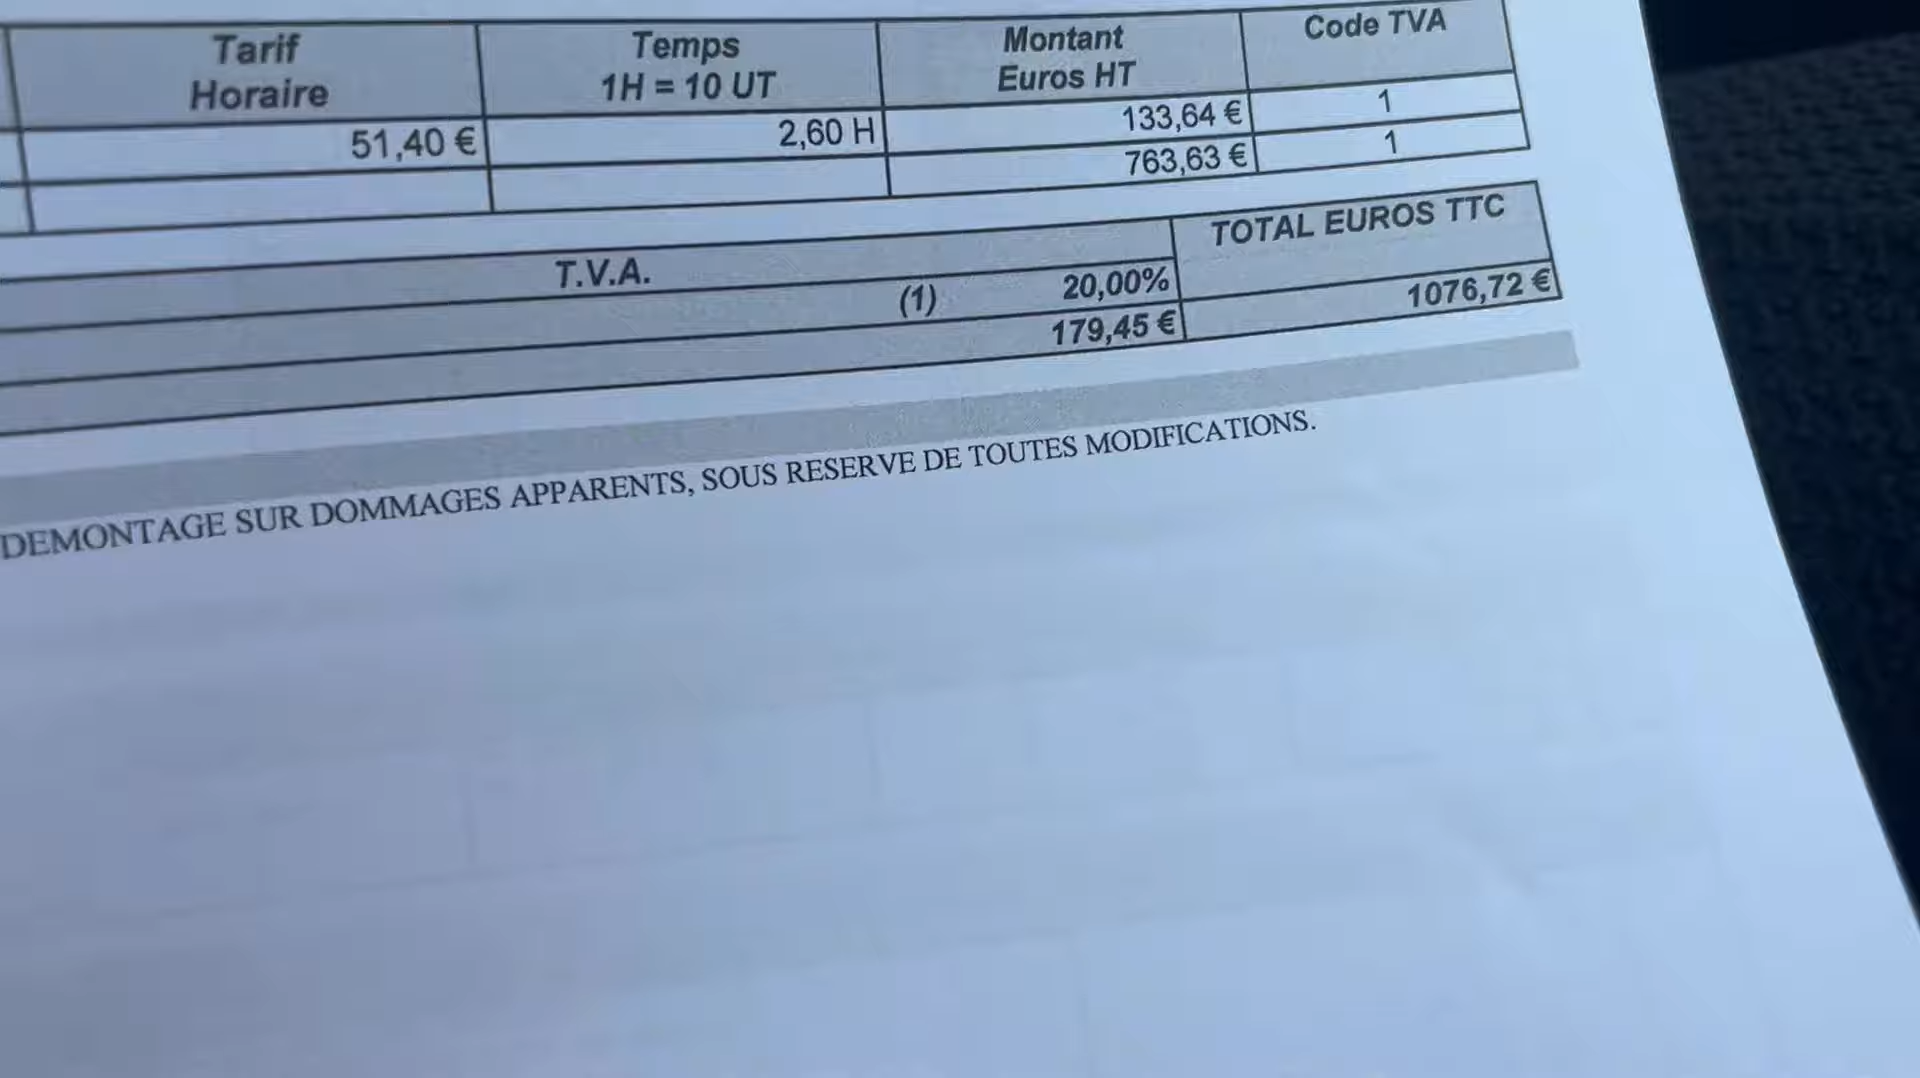 Tarif Horaire Temps 1H = 10 UT Montant Euros HT Code TVA
51,40 € 2,60 H 133,64 € 1
763,63 € 1
T.V.A. TOTAL EUROS TTC
(1) 20,00%
179,45 € 1076,72 €
DEMONTAGE SUR DOMMAGES APPARENTS, SOUS RESERVE DE TOUTES MODIFICATIONS.